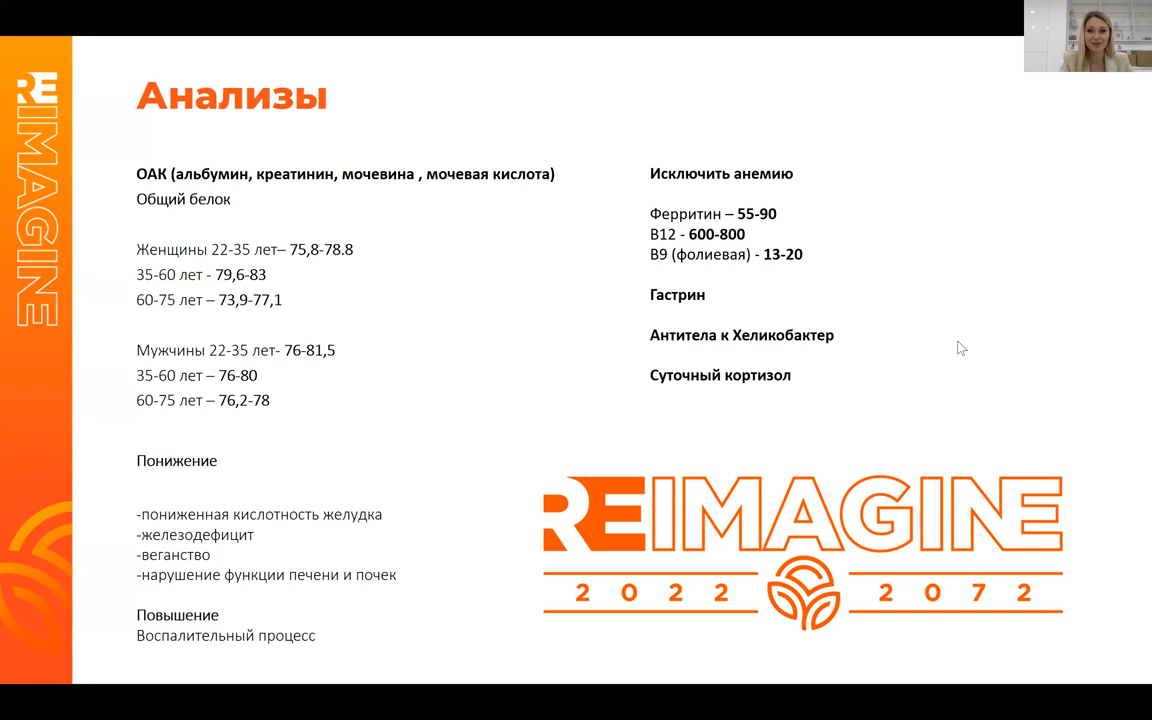 REIMAGINE
Анализы
ОАК (альбумин, креатинин, мочевина , мочевая кислота)
Общий белок
Женщины 22-35 лет– 75,8-78.8
35-60 лет - 79,6-83
60-75 лет – 73,9-77,1
Мужчины 22-35 лет- 76-81,5
35-60 лет – 76-80
60-75 лет – 76,2-78
Понижение
-пониженная кислотность желудка
-железодефицит
-веганство
-нарушение функции печени и почек
Повышение
Воспалительный процесс
Исключить анемию
Ферритин – 55-90
В12 - 600-800
В9 (фолиевая) - 13-20
Гастрин
Антитела к Хеликобактер
Суточный кортизол
REIMAGINE
2022 2072